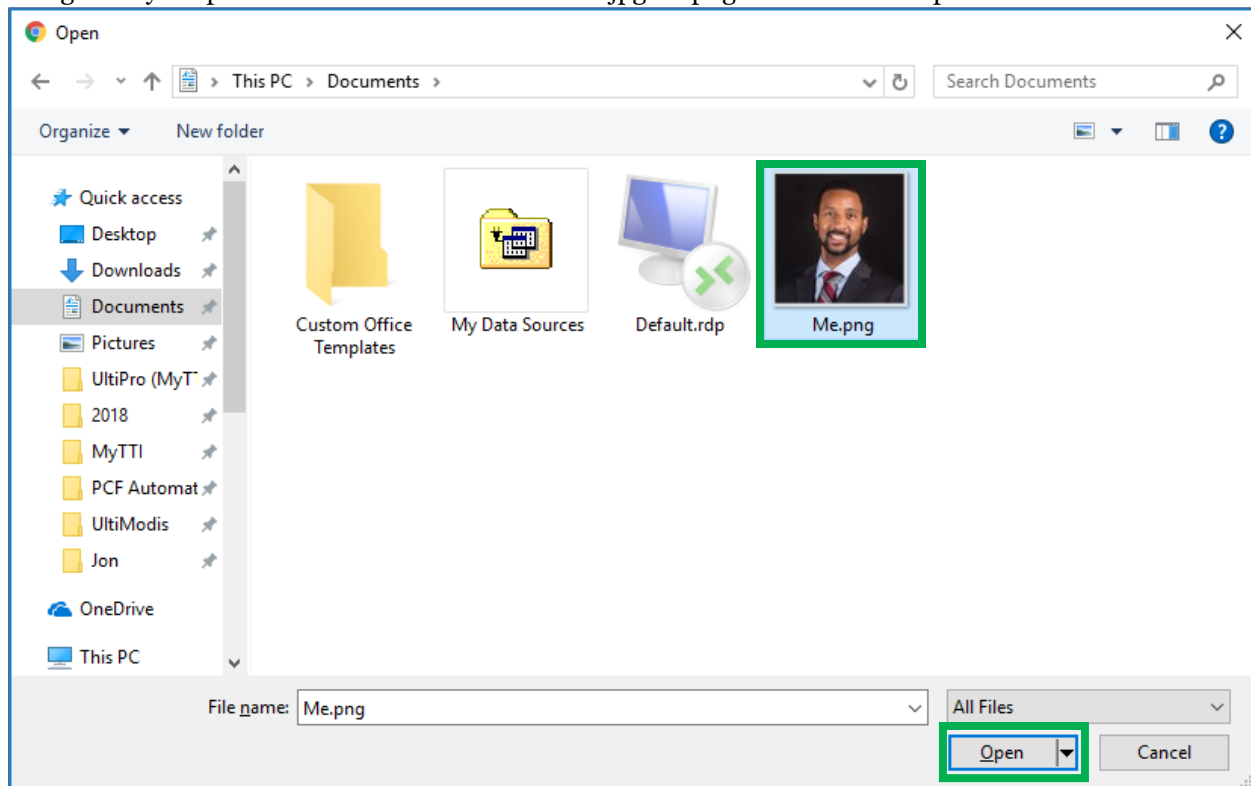 Open
This PC > Documents >
Search Documents
Organize
New folder
Quick access
Desktop
Downloads
Documents
Pictures
UltiPro (MyT
2018
MyTTI
PCF Automat
UltiModis
Jon
OneDrive
This PC
Custom Office
Templates
My Data Sources
Default.rdp
Me.png
File name:
Me.png
All Files
Open
Cancel